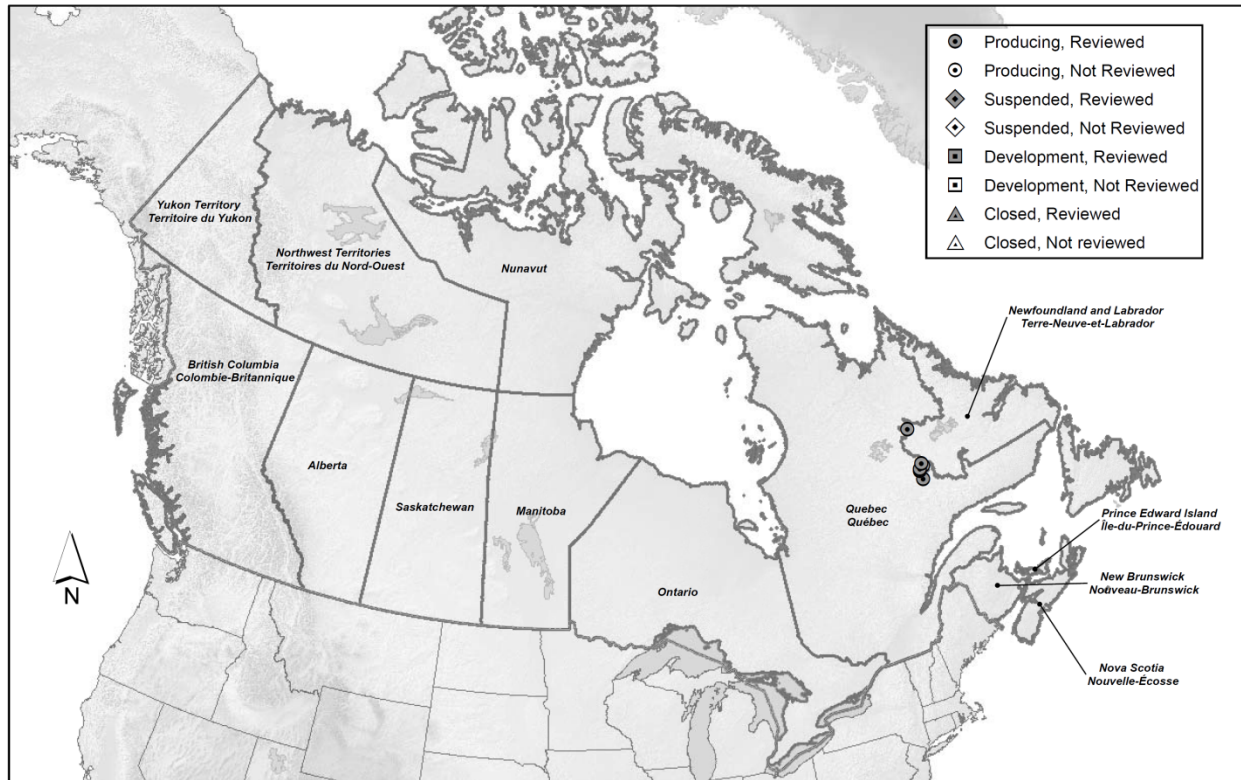 Producing, Reviewed
Producing, Not Reviewed
Suspended, Reviewed
Suspended, Not Reviewed
Development, Reviewed
Development, Not Reviewed
Closed, Reviewed
Closed, Not reviewed
Yukon Territory
Territoire du Yukon
Northwest Territories
Territoires du Nord-Ouest
Nunavut
Newfoundland and Labrador
Terre-Neuve-et-Labrador
British Columbia
Colombie-Britannique
Alberta
Saskatchewan
Manitoba
Quebec
Québec
Prince Edward Island
Île-du-Prince-Édouard
New Brunswick
Nouveau-Brunswick
Ontario
Nova Scotia
Nouvelle-Écosse
N